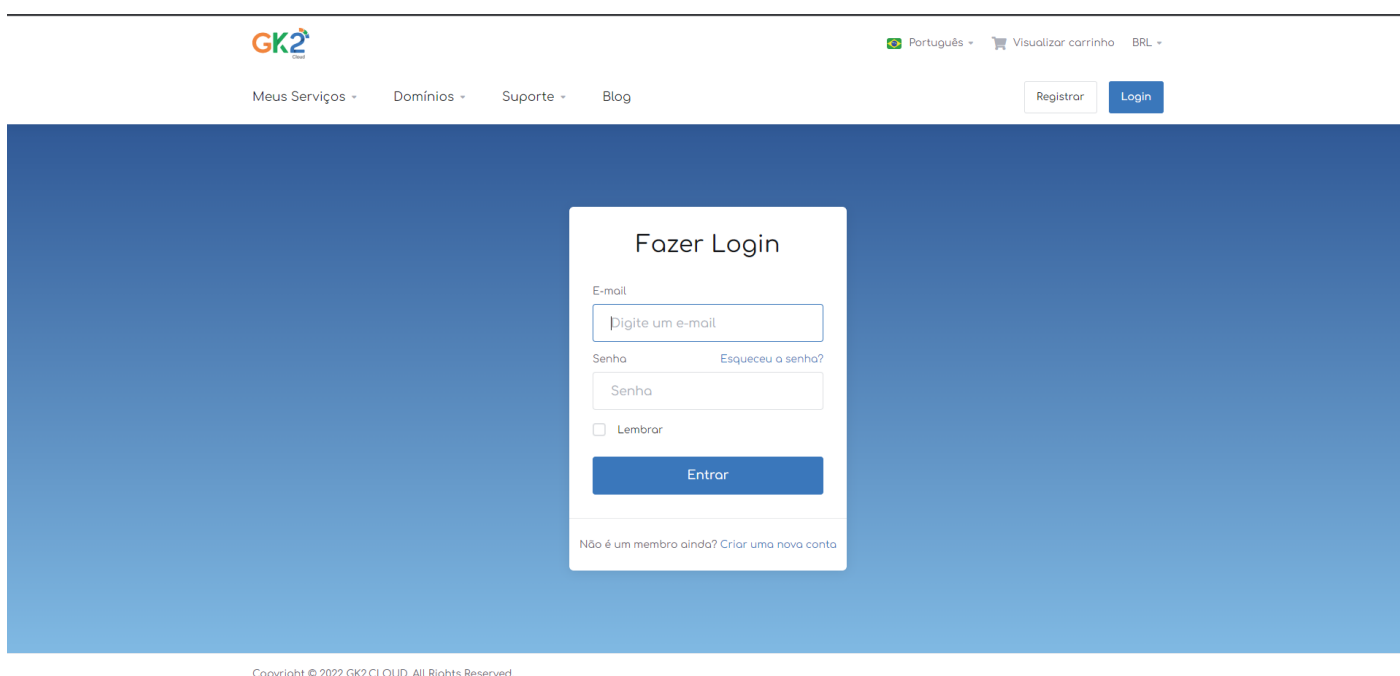 GK2
Cloud
Português
Visualizar carrinho
BRL
Meus Serviços
Domínios
Suporte
Blog
Registrar
Login
Fazer Login
E-mail
Digite um e-mail
Senha
Esqueceu a senha?
Senha
Lembrar
Entrar
Não é um membro ainda? Criar uma nova conta
Copyright © 2022 GK2 CLOUD. All Rights Reserved.